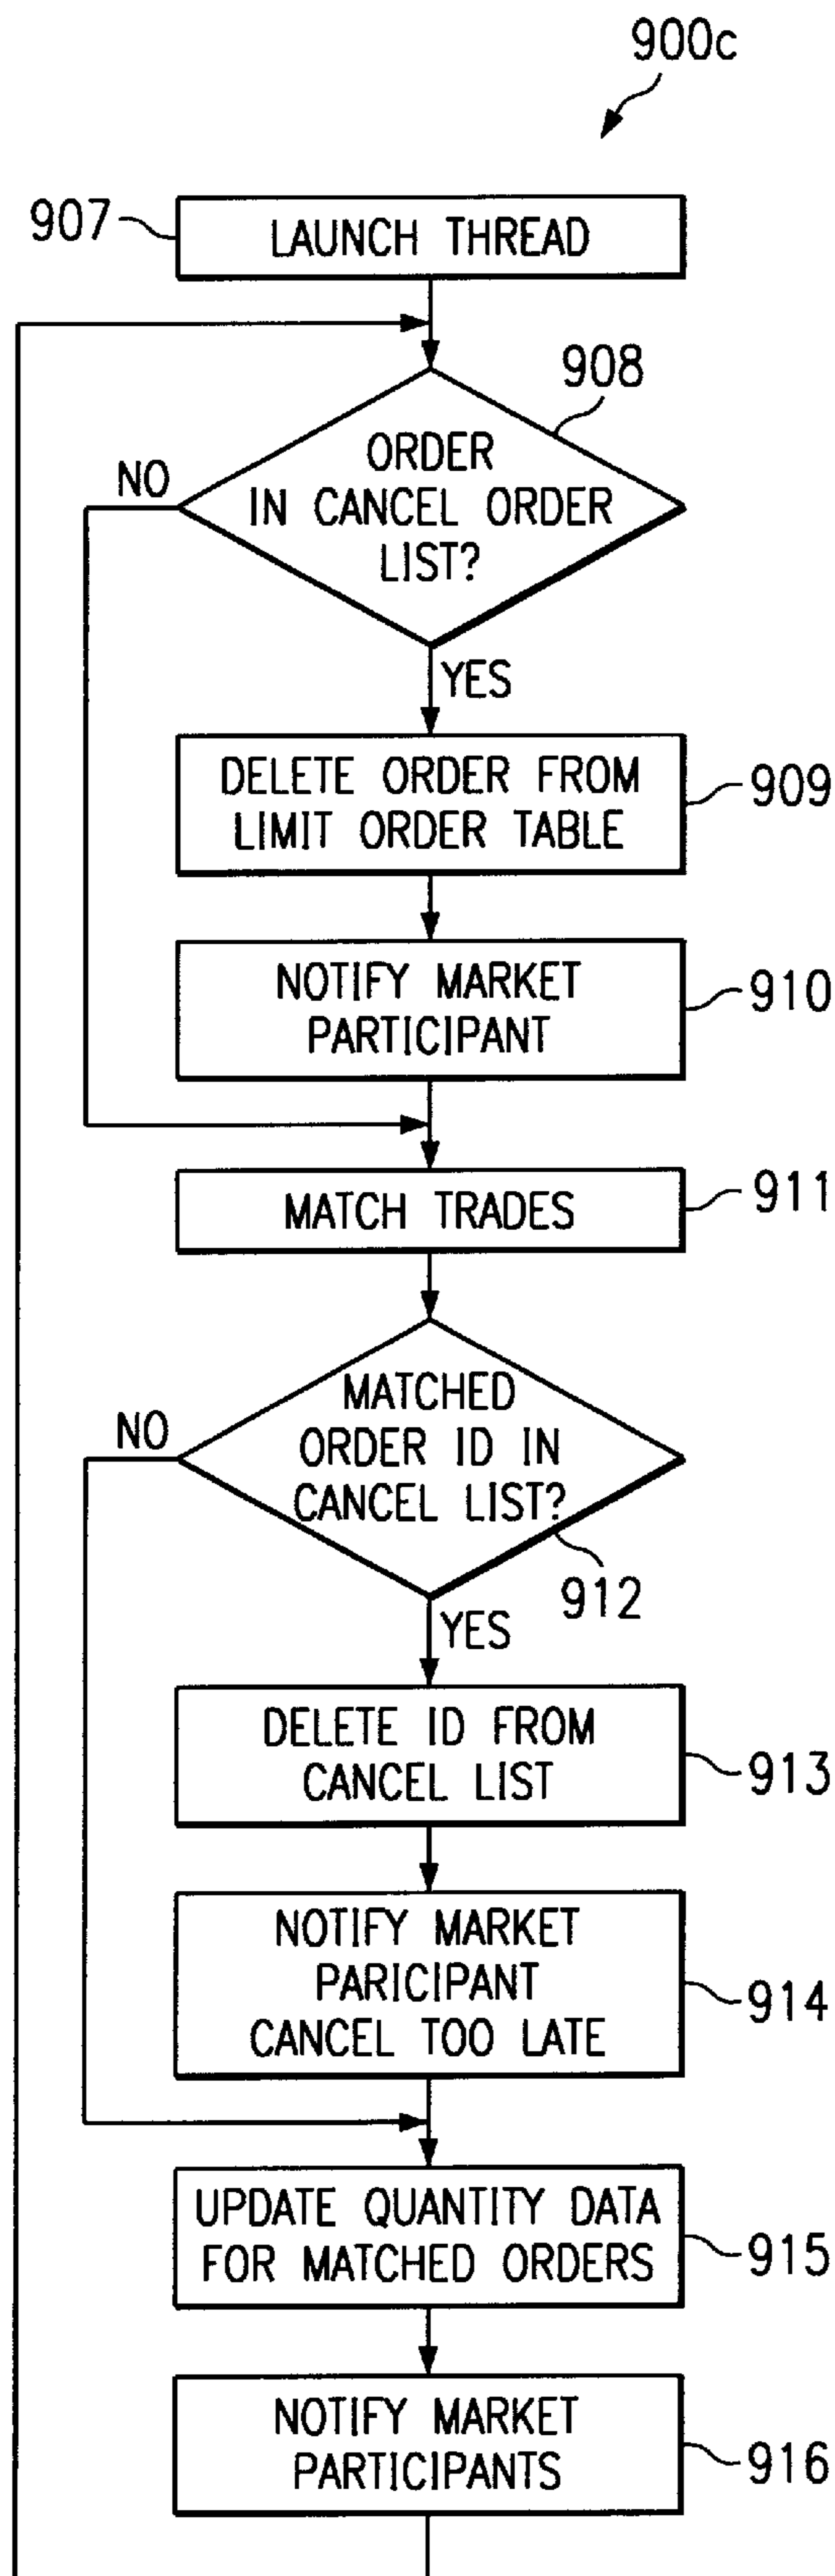 900c
907
LAUNCH THREAD
908
NO
ORDER
IN CANCEL ORDER
LIST?
YES
DELETE ORDER FROM
LIMIT ORDER TABLE
909
NOTIFY MARKET
PARTICIPANT
910
MATCH TRADES
911
NO
MATCHED
ORDER ID IN
CANCEL LIST?
912
YES
DELETE ID FROM
CANCEL LIST
913
NOTIFY MARKET
PARICIPANT
CANCEL TOO LATE
914
UPDATE QUANTITY DATA
FOR MATCHED ORDERS
915
NOTIFY MARKET
PARTICIPANTS
916